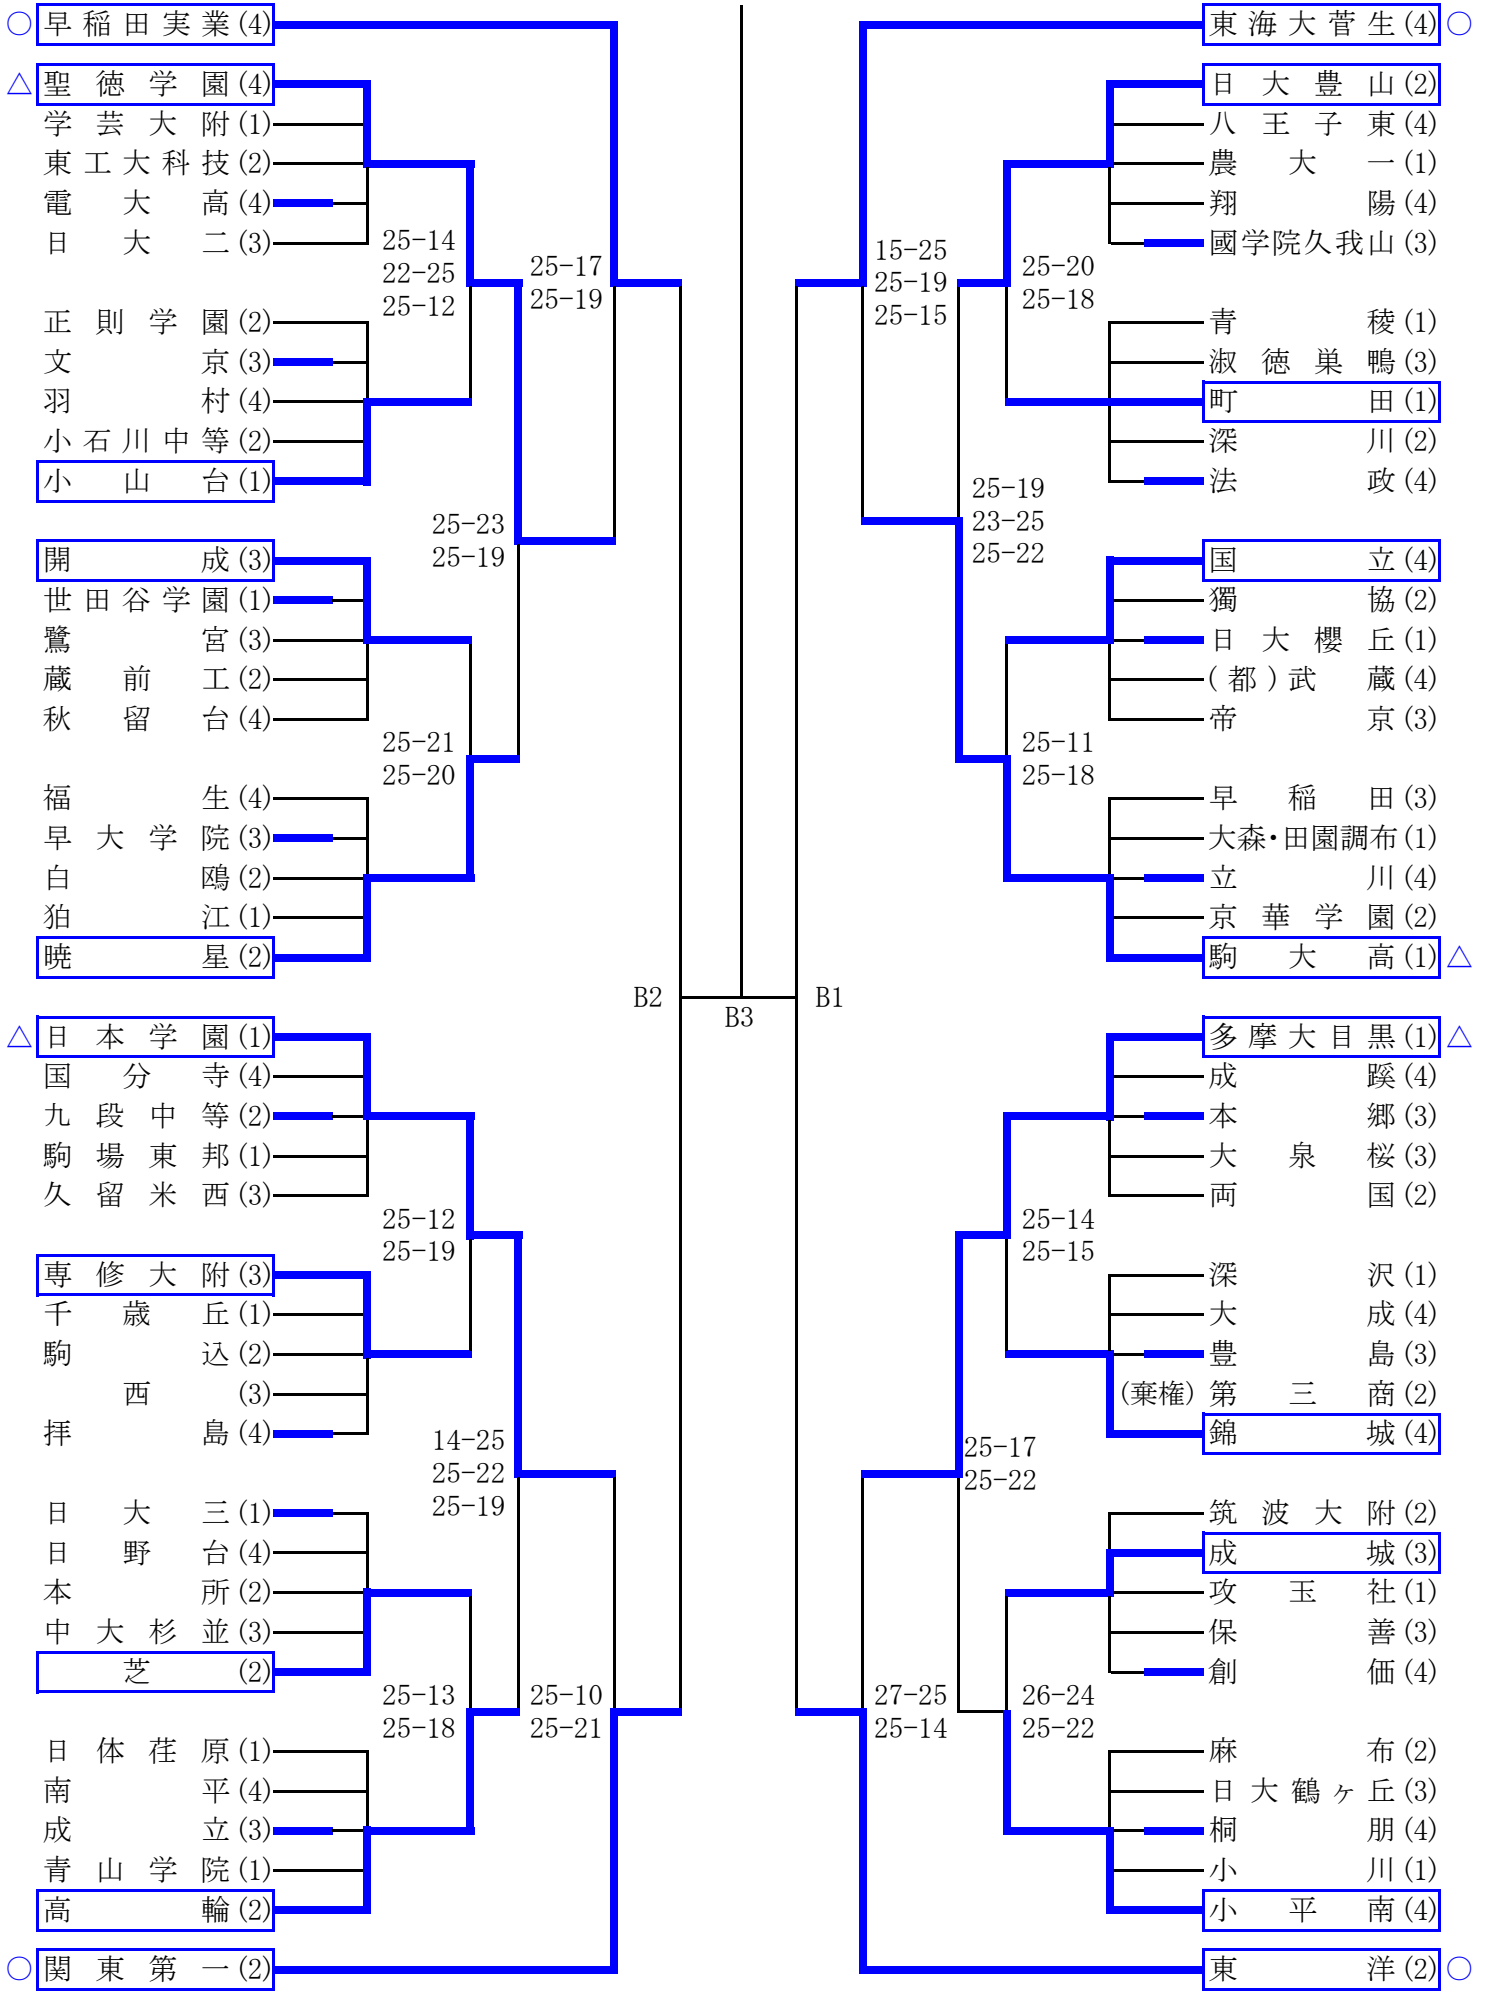 ○早稲田実業(4)
△聖徳学園(4)
学芸大附(1)
東工大科技(2)
電大高(4)
日大二(3)
正則学園(2)
文京(3)
羽村(4)
小石川中等(2)
小山台(1)
開成(3)
世田谷学園(1)
鷺宮(3)
蔵前工(2)
秋留台(4)
福生(4)
早大学院(3)
白鴎(2)
狛江(1)
暁星(2)
△日本学園(1)
国分寺(4)
九段中等(2)
駒場東邦(1)
久留米西(3)
専修大附(3)
千歳丘(1)
駒込(2)
西(3)
拝島(4)
日大三(1)
日野台(4)
本所(2)
中大杉並(3)
芝(2)
日体荏原(1)
南平(4)
成立(3)
青山学院(1)
高輪(2)
○関東第一(2)
25-14
22-25
25-12
25-17
25-19
25-23
25-19
25-21
25-20
25-12
25-19
14-25
25-22
25-19
25-13
25-18
25-10
25-21
B2
B3
B1
15-25
25-19
25-15
25-20
25-18
25-19
23-25
25-22
25-11
25-18
25-14
25-15
25-17
25-22
27-25
25-14
26-24
25-22
東海大菅生(4)○
日大豊山(2)
八王子東(4)
農大一(1)
翔陽(4)
國学院久我山(3)
青稜(1)
淑徳巣鴨(3)
町田(1)
深川(2)
法政(4)
国立(4)
獨協(2)
日大櫻丘(1)
(都)武蔵(4)
帝京(3)
早稲田(3)
大森・田園調布(1)
立川(4)
京華学園(2)
駒大高(1)△
多摩大目黒(1)△
成蹊(4)
本郷(3)
大泉桜(3)
両国(2)
深沢(1)
大成(4)
豊島(3)
(棄権)第三商(2)
錦城(4)
筑波大附(2)
成城(3)
攻玉社(1)
保善(3)
創価(4)
麻布(2)
日大鶴ヶ丘(3)
桐朋(4)
小川(1)
小平南(4)
東洋(2)○